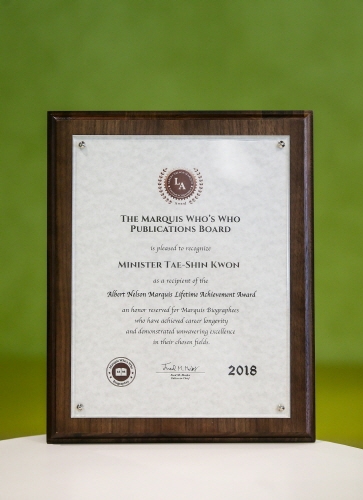 LA
THE MARQUIS WHO'S WHO
PUBLICATIONS BOARD
is pleased to recognize
MINISTER TAE-SHIN KWON
as a recipient of the
Albert Nelson Marquis Lifetime Achievement Award
an honor reserved for Marquis Biographees
who have achieved career longevity
and demonstrated unwavering excellence
in their chosen fields.
2018